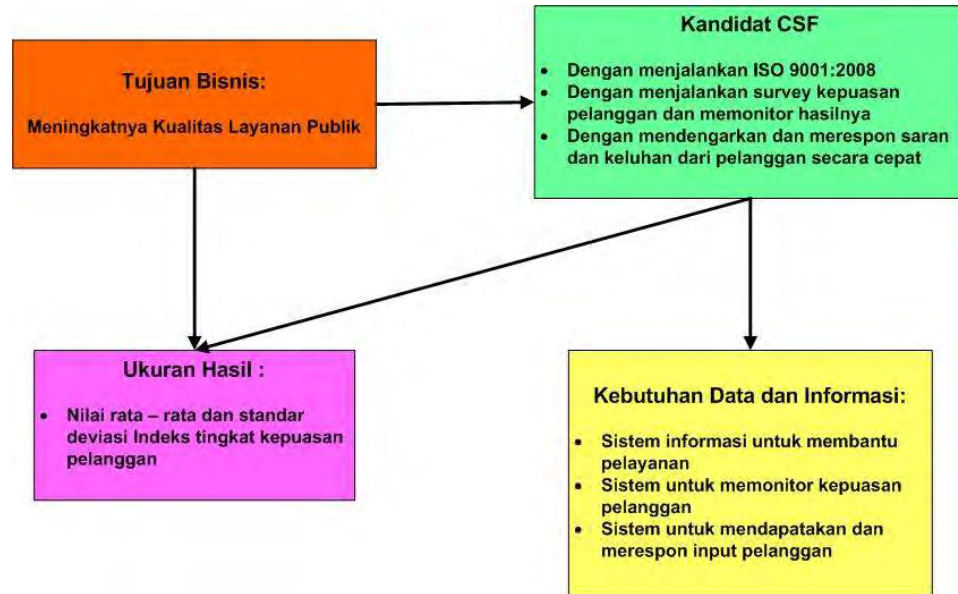 Tujuan Bisnis:
Meningkatnya Kualitas Layanan Publik
Kandidat CSF
• Dengan menjalankan ISO 9001:2008
• Dengan menjalankan survey kepuasan
pelanggan dan memonitor hasilnya
• Dengan mendengarkan dan merespon saran
dan keluhan dari pelanggan secara cepat
Ukuran Hasil :
• Nilai rata – rata dan standar
deviasi Indeks tingkat kepuasan
pelanggan
Kebutuhan Data dan Informasi:
• Sistem informasi untuk membantu
pelayanan
• Sistem untuk memonitor kepuasan
pelanggan
• Sistem untuk mendapatakan dan
merespon input pelanggan